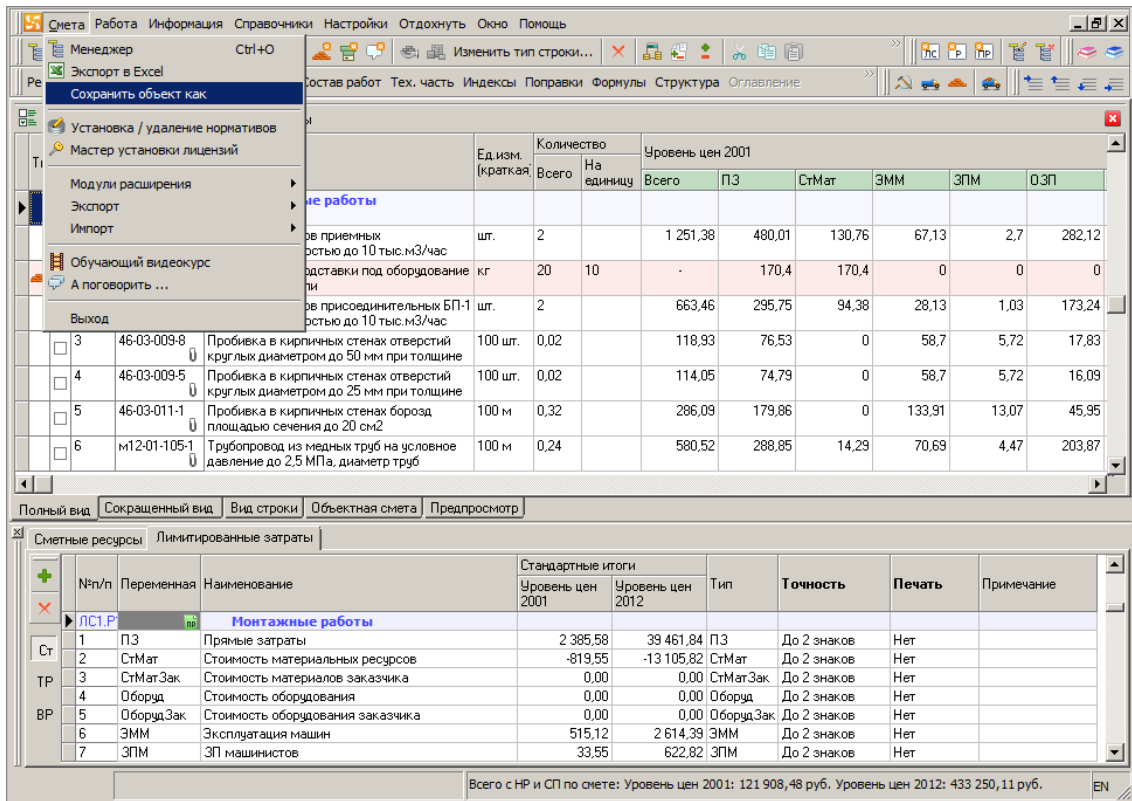 Смета Работа Информация Справочники Настройки Отдохнуть Окно Помощь
Менеджер Ctrl+O
Экспорт в Excel
Сохранить объект как
Установка / удаление нормативов
Мастер установки лицензий
Модули расширения
Экспорт
Импорт
Обучающий видеокурс
А поговорить ...
Выход
Изменить тип строки...
ПС Р ПР
Ре Состав работ Тех. часть Индексы Поправки Формулы Структура Оглавление
Ед.изм. (краткая) Количество Уровень цен 2001
Всего На единицу Всего ПЗ СтМат ЭММ ЗПМ ОЗП
ые работы
ов приемных шт. 2 1 251,38 480,01 130,76 67,13 2,7 282,12
остью до 10 тыс.м3/час
одставки под оборудование кг 20 10 - 170,4 170,4 0 0 0
ли
ов присоединительных БП-1 шт. 2 663,46 295,75 94,38 28,13 1,03 173,24
остью до 10 тыс.м3/час
3 46-03-009-8 Пробивка в кирпичных стенах отверстий 100 шт. 0,02 118,93 76,53 0 58,7 5,72 17,83
круглых диаметром до 50 мм при толщине
4 46-03-009-5 Пробивка в кирпичных стенах отверстий 100 шт. 0,02 114,05 74,79 0 58,7 5,72 16,09
круглых диаметром до 25 мм при толщине
5 46-03-011-1 Пробивка в кирпичных стенах борозд 100 м 0,32 286,09 179,86 0 133,91 13,07 45,95
площадью сечения до 20 см2
6 м12-01-105-1 Трубопровод из медных труб на условное 100 м 0,24 580,52 288,85 14,29 70,69 4,47 203,87
давление до 2,5 МПа, диаметр труб
Полный вид Сокращенный вид Вид строки Объектная смета Предпросмотр
Сметные ресурсы Лимитированные затраты
№п/п Переменная Наименование Стандартные итоги Тип Точность Печать Примечание
Уровень цен 2001 Уровень цен 2012
ЛС1.Р пр Монтажные работы
1 ПЗ Прямые затраты 2 385,58 39 461,84 ПЗ До 2 знаков Нет
2 СтМат Стоимость материальных ресурсов -819,55 -13 105,82 СтМат До 2 знаков Нет
3 СтМатЗак Стоимость материалов заказчика 0,00 0,00 СтМатЗак До 2 знаков Нет
4 Оборуд Стоимость оборудования 0,00 0,00 Оборуд До 2 знаков Нет
5 ОборудЗак Стоимость оборудования заказчика 0,00 0,00 ОборудЗак До 2 знаков Нет
6 ЭММ Эксплуатация машин 515,12 2 614,39 ЭММ До 2 знаков Нет
7 ЗПМ ЗП машинистов 33,55 622,82 ЗПМ До 2 знаков Нет
Ст
ТР
ВР
Всего с НР и СП по смете: Уровень цен 2001: 121 908,48 руб. Уровень цен 2012: 433 250,11 руб. EN